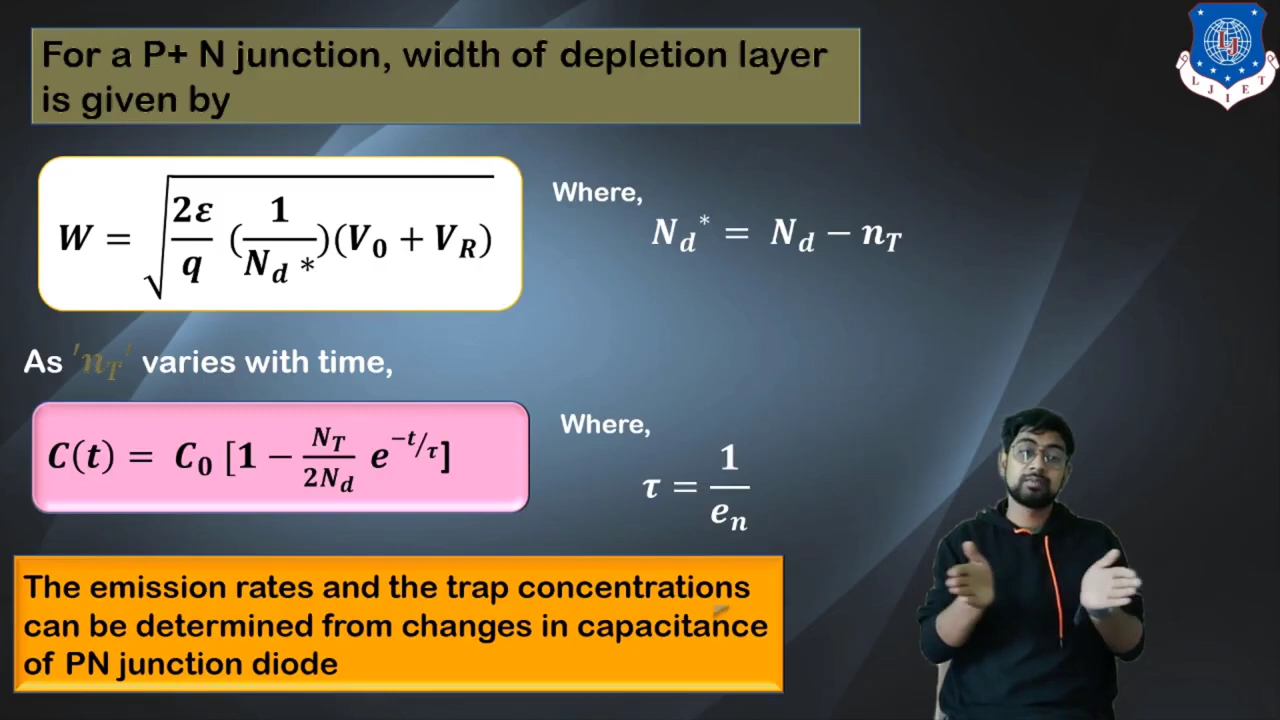 For a P+ N junction, width of depletion layer
is given by
W = √(2ε/q (1/N_d *)(V_0 + V_R))
Where,
N_d^* = N_d − n_T
As 'n_T' varies with time,
C(t) = C_0 [1 − N_T/2N_d e^{−t/τ}]
Where,
τ = 1/e_n
The emission rates and the trap concentrations
can be determined from changes in capacitance
of PN junction diode
LJ
L J I E T